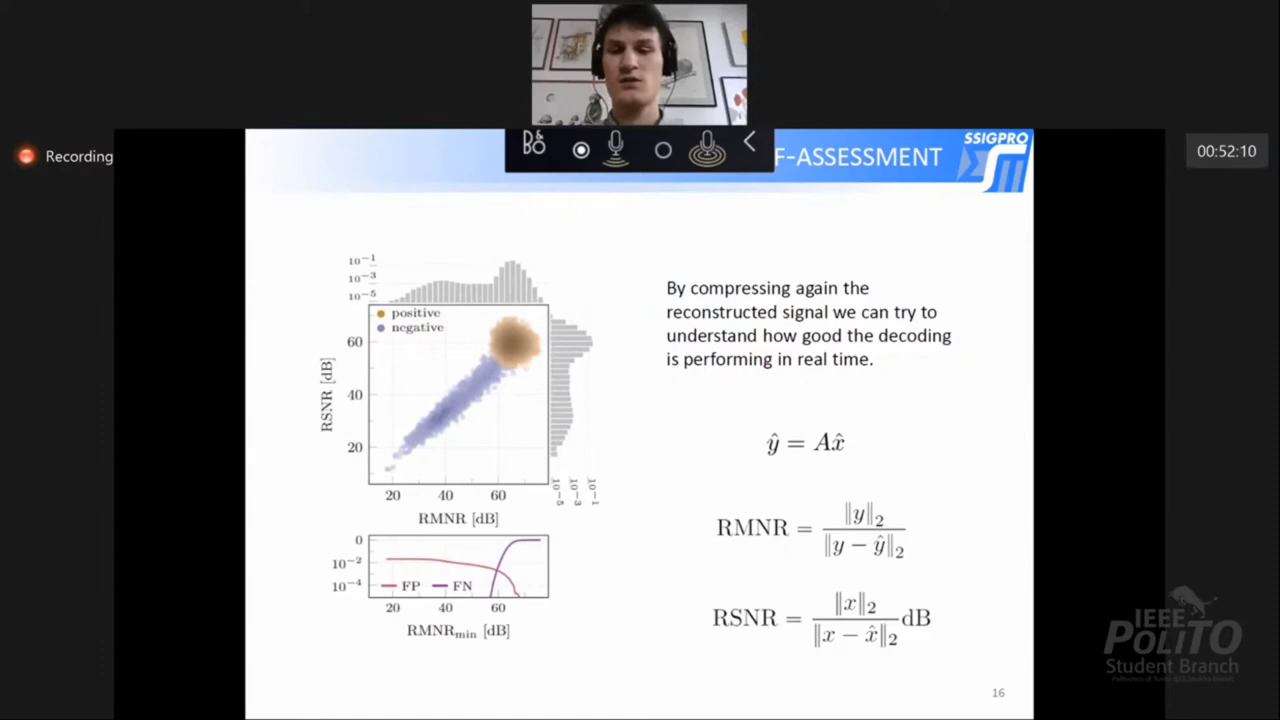 Recording
B&
BO
F-ASSESSMENT
SSIGPRO
00:52:10
10⁻¹
10⁻³
10⁻⁵
positive
negative
60
40
20
RSNR [dB]
20 40 60
RMNR [dB]
10⁻⁵ 10⁻³ 10⁻¹
0
10⁻²
10⁻⁴
FP FN
20 40 60
RMNRmin [dB]
By compressing again the
reconstructed signal we can try to
understand how good the decoding
is performing in real time.
ŷ = Ax̂
RMNR = ‖y‖₂ / ‖y − ŷ‖₂
RSNR = ‖x‖₂ / ‖x − x̂‖₂ dB
IEEE
POLITO
Student Branch
16